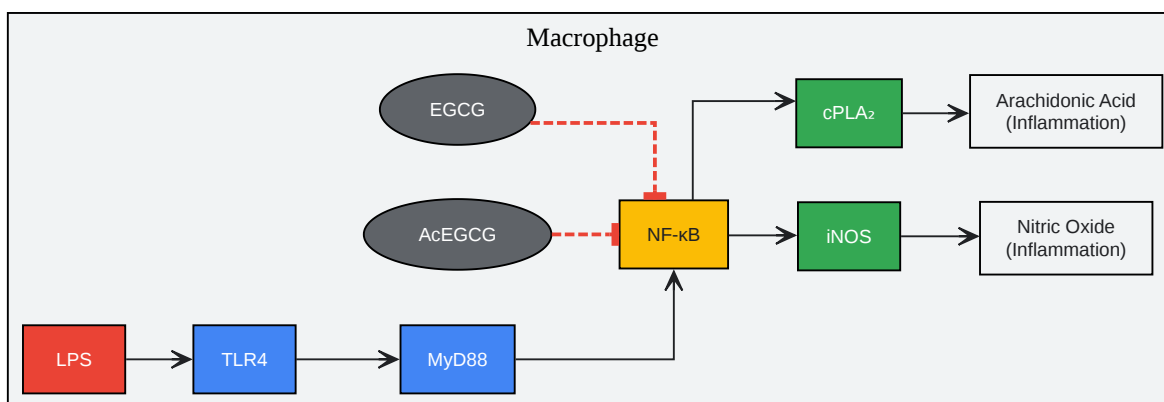 Macrophage
EGCG
cPLA₂
Arachidonic Acid
(Inflammation)
AcEGCG
NF-κB
iNOS
Nitric Oxide
(Inflammation)
LPS
TLR4
MyD88